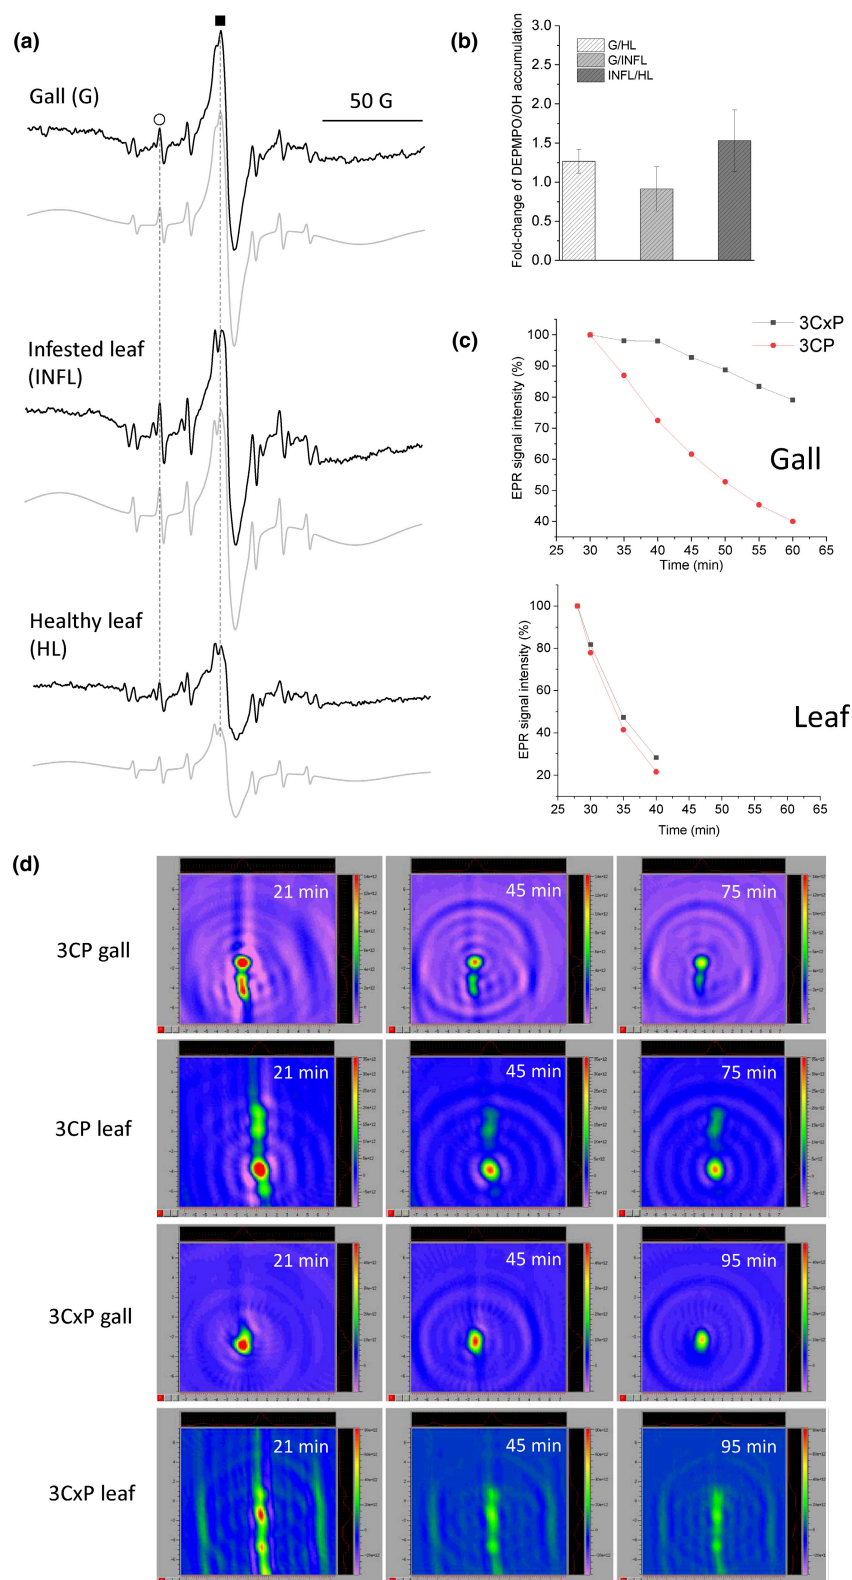 (a)
Gall (G)
50 G
Infested leaf
(INFL)
Healthy leaf
(HL)
(b)
Fold-change of DEPMPO/OH accumulation
3.0
2.5
2.0
1.5
1.0
0.5
0.0
G/HL
G/INFL
INFL/HL
(c)
3CxP
3CP
EPR signal intensity (%)
100
90
80
70
60
50
40
Gall
25 30 35 40 45 50 55 60 65
Time (min)
EPR signal intensity (%)
100
80
60
40
20
Leaf
25 30 35 40 45 50 55 60 65
Time (min)
(d)
3CP gall
21 min
45 min
75 min
3CP leaf
21 min
45 min
75 min
3CxP gall
21 min
45 min
95 min
3CxP leaf
21 min
45 min
95 min